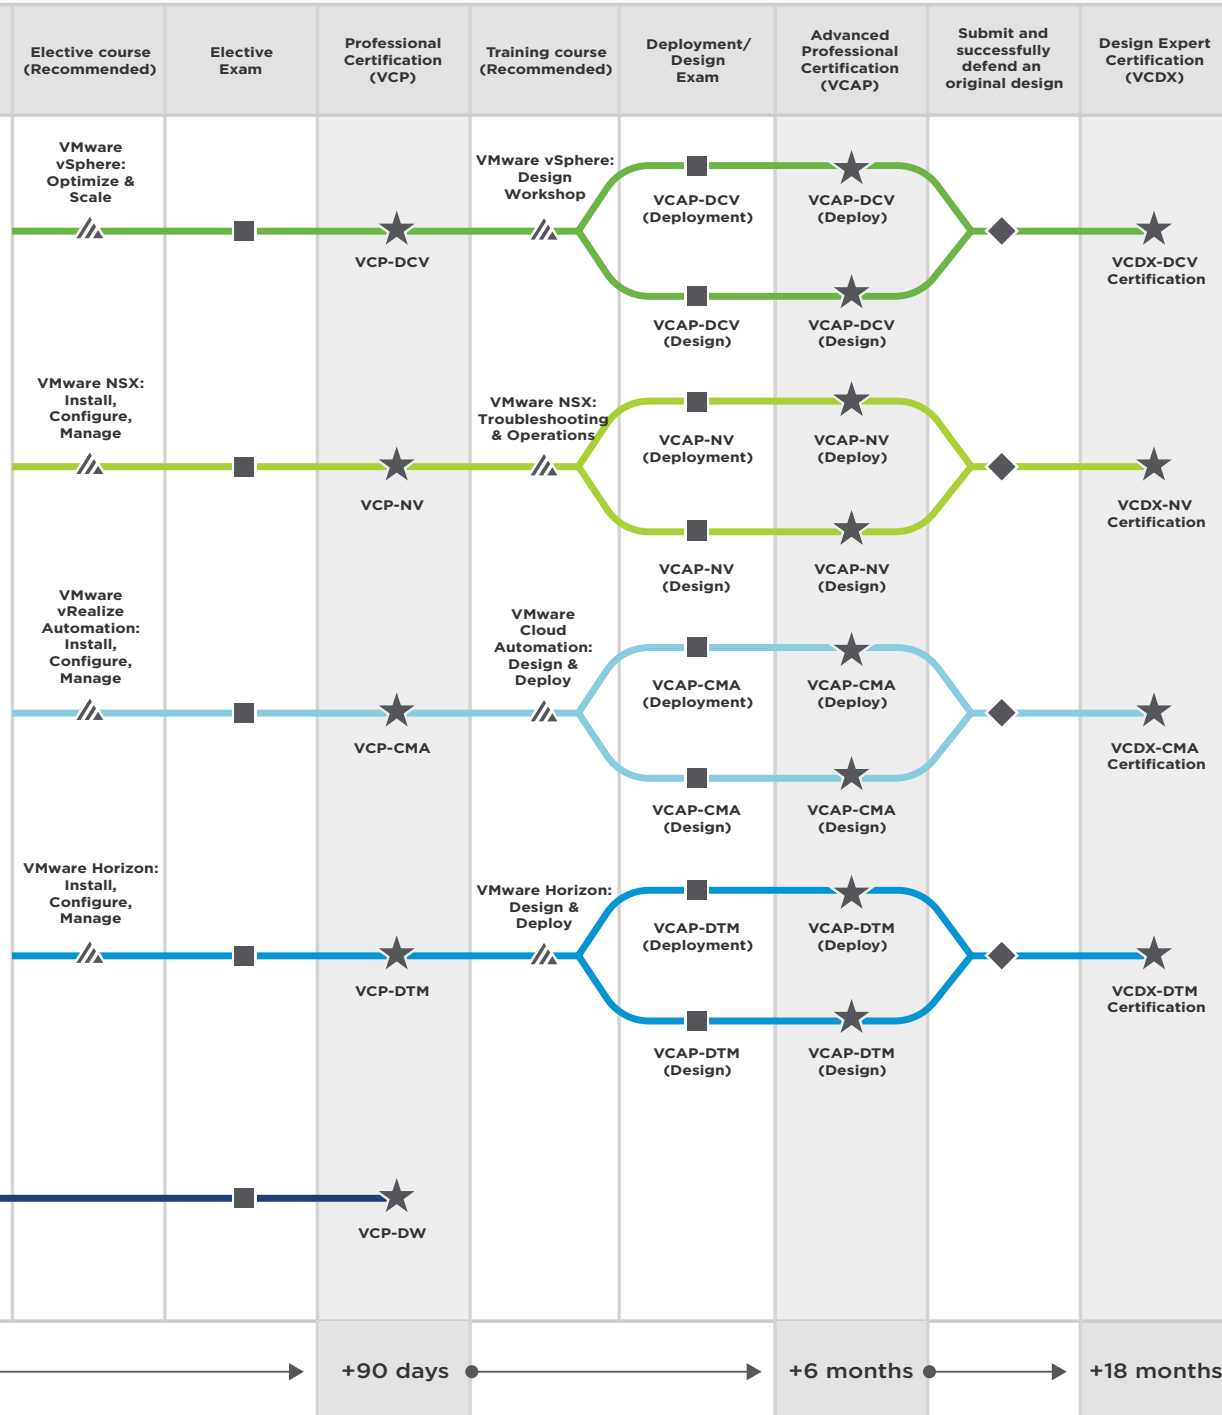 Elective course
(Recommended)
Elective
Exam
Professional
Certification
(VCP)
Training course
(Recommended)
Deployment/
Design
Exam
Advanced
Professional
Certification
(VCAP)
Submit and
successfully
defend an
original design
Design Expert
Certification
(VCDX)
VMware
vSphere:
Optimize &
Scale
VCP-DCV
VMware vSphere:
Design
Workshop
VCAP-DCV
(Deployment)
VCAP-DCV
(Deploy)
VCAP-DCV
(Design)
VCAP-DCV
(Design)
VCDX-DCV
Certification
VMware NSX:
Install,
Configure,
Manage
VCP-NV
VMware NSX:
Troubleshooting
& Operations
VCAP-NV
(Deployment)
VCAP-NV
(Deploy)
VCAP-NV
(Design)
VCAP-NV
(Design)
VCDX-NV
Certification
VMware
vRealize
Automation:
Install,
Configure,
Manage
VCP-CMA
VMware
Cloud
Automation:
Design &
Deploy
VCAP-CMA
(Deployment)
VCAP-CMA
(Deploy)
VCAP-CMA
(Design)
VCAP-CMA
(Design)
VCDX-CMA
Certification
VMware Horizon:
Install,
Configure,
Manage
VCP-DTM
VMware Horizon:
Design &
Deploy
VCAP-DTM
(Deployment)
VCAP-DTM
(Deploy)
VCAP-DTM
(Design)
VCAP-DTM
(Design)
VCDX-DTM
Certification
VCP-DW
+90 days
+6 months
+18 months